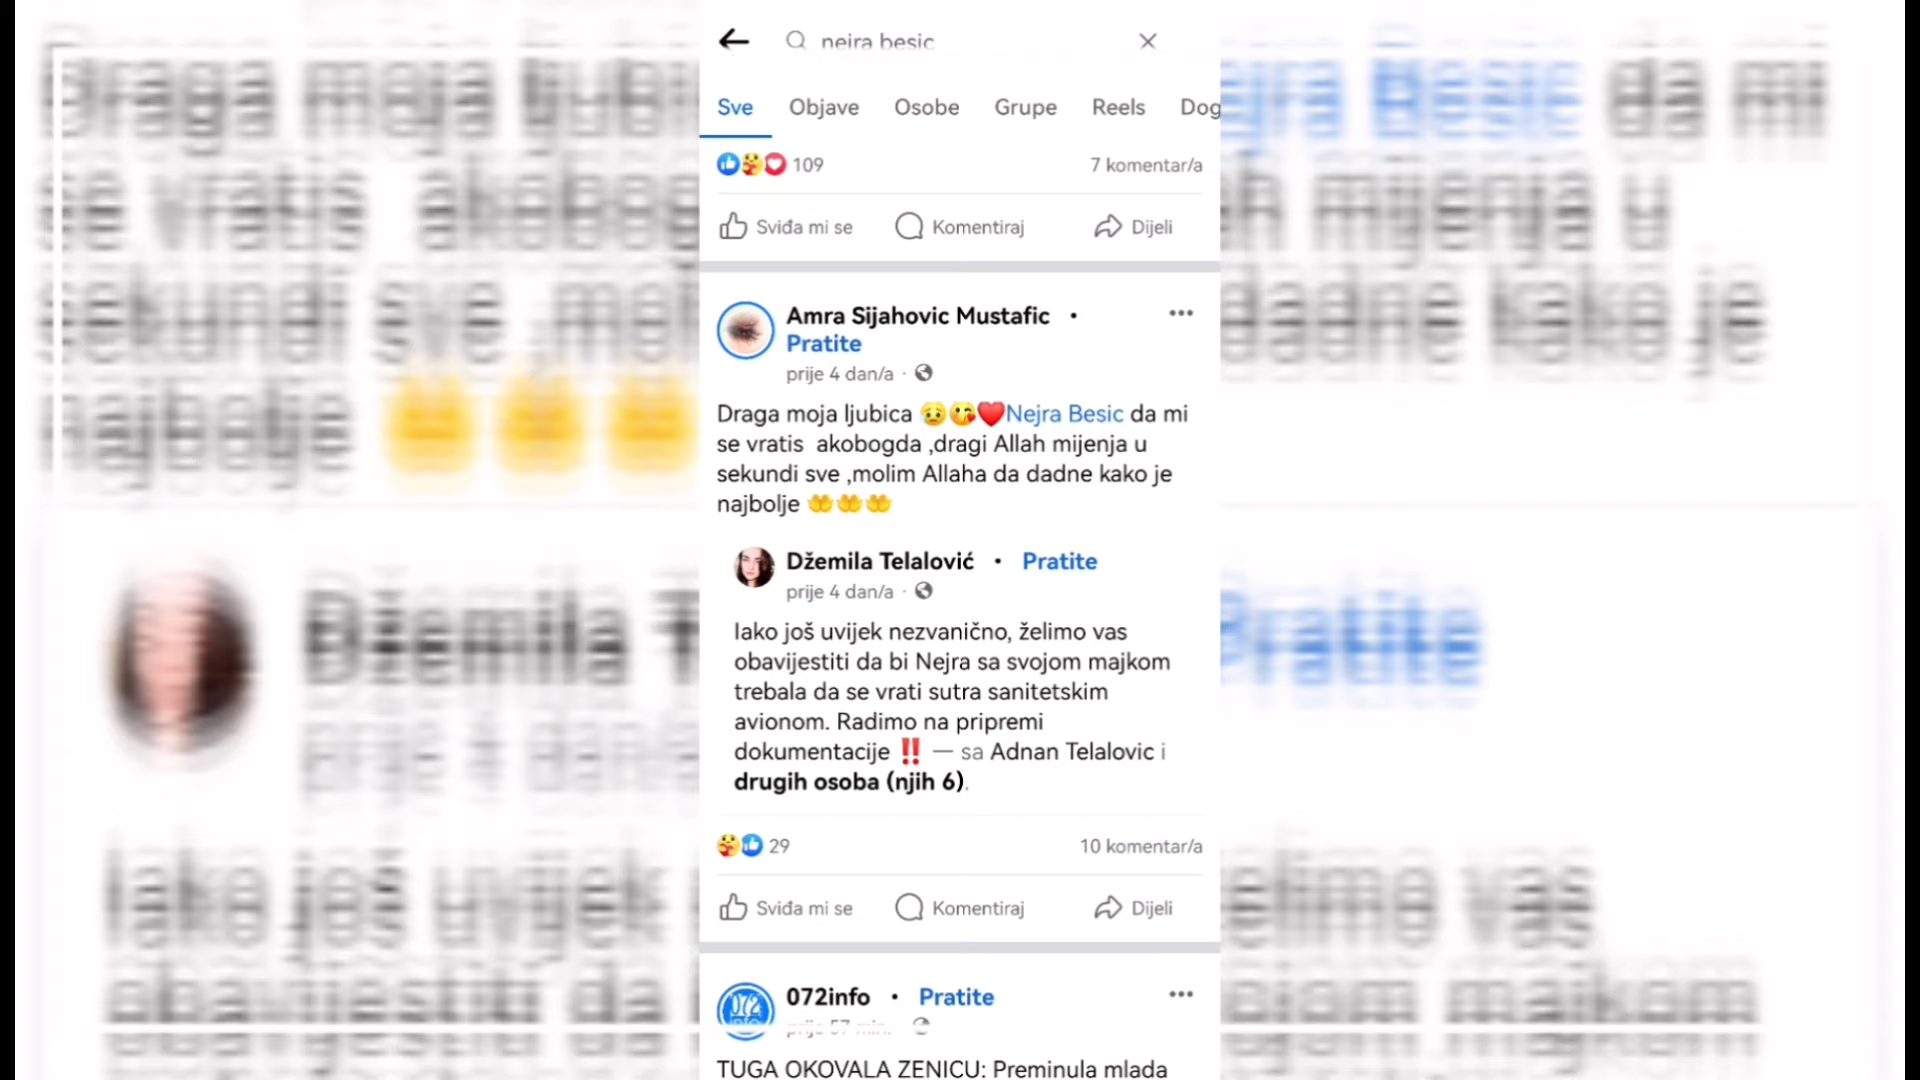 neira besic
Sve Objave Osobe Grupe Reels Dog
109 7 komentar/a
Sviđa mi se Komentiraj Dijeli
Amra Sijahovic Mustafic •
Pratite
prije 4 dan/a ·
Draga moja ljubica 😥😘❤️Nejra Besic da mi
se vratis akobogda ,dragi Allah mijenja u
sekundi sve ,molim Allaha da dadne kako je
najbolje 🤲🤲🤲
Džemila Telalović • Pratite
prije 4 dan/a ·
Iako još uvijek nezvanično, želimo vas
obavijestiti da bi Nejra sa svojom majkom
trebala da se vrati sutra sanitetskim
avionom. Radimo na pripremi
dokumentacije ‼️ — sa Adnan Telalovic i
drugih osoba (njih 6).
29 10 komentar/a
Sviđa mi se Komentiraj Dijeli
072info • Pratite
prije 57 min.
TUGA OKOVALA ZENICU: Preminula mlada